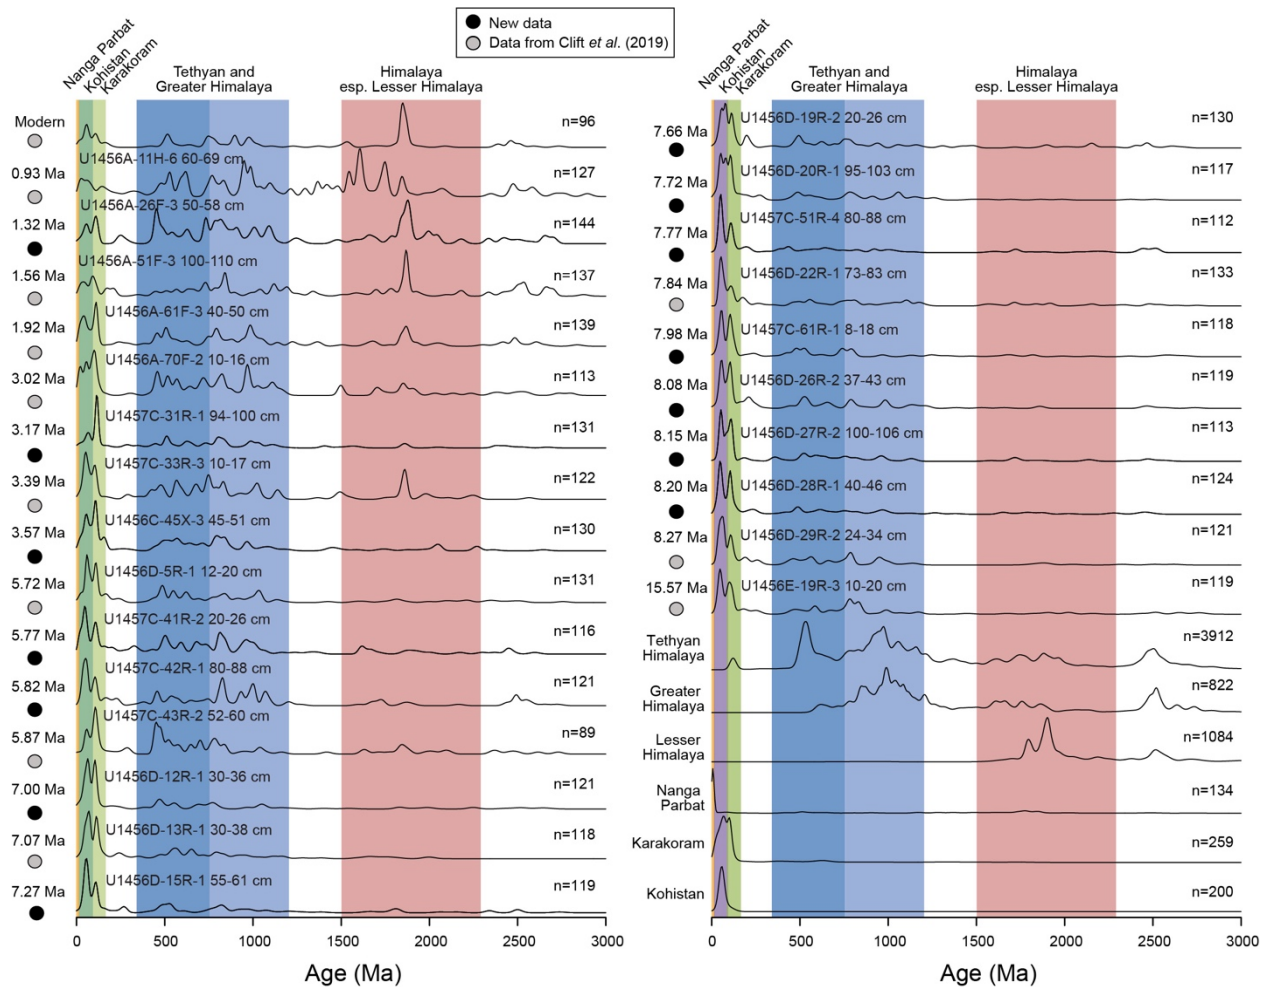 New data
Data from Clift et al. (2019)
Nanga Parbat
Kohistan
Karakoram
Tethyan and
Greater Himalaya
Himalaya
esp. Lesser Himalaya
Modern
n=96
U1456A-11H-6 60-69 cm
0.93 Ma
n=127
U1456A-26F-3 50-58 cm
1.32 Ma
n=144
U1456A-51F-3 100-110 cm
1.56 Ma
n=137
U1456A-61F-3 40-50 cm
1.92 Ma
n=139
U1456A-70F-2 10-16 cm
3.02 Ma
n=113
U1457C-31R-1 94-100 cm
3.17 Ma
n=131
U1457C-33R-3 10-17 cm
3.39 Ma
n=122
U1456C-45X-3 45-51 cm
3.57 Ma
n=130
U1456D-5R-1 12-20 cm
5.72 Ma
n=131
U1457C-41R-2 20-26 cm
5.77 Ma
n=116
U1457C-42R-1 80-88 cm
5.82 Ma
n=121
U1457C-43R-2 52-60 cm
5.87 Ma
n=89
U1456D-12R-1 30-36 cm
7.00 Ma
n=121
U1456D-13R-1 30-38 cm
7.07 Ma
n=118
U1456D-15R-1 55-61 cm
7.27 Ma
n=119
0 500 1000 1500 2000 2500 3000
Age (Ma)
Nanga Parbat
Kohistan
Karakoram
Tethyan and
Greater Himalaya
Himalaya
esp. Lesser Himalaya
U1456D-19R-2 20-26 cm
n=130
7.66 Ma
U1456D-20R-1 95-103 cm
n=117
7.72 Ma
U1457C-51R-4 80-88 cm
n=112
7.77 Ma
U1456D-22R-1 73-83 cm
n=133
7.84 Ma
U1457C-61R-1 8-18 cm
n=118
7.98 Ma
U1456D-26R-2 37-43 cm
n=119
8.08 Ma
U1456D-27R-2 100-106 cm
n=113
8.15 Ma
U1456D-28R-1 40-46 cm
n=124
8.20 Ma
U1456D-29R-2 24-34 cm
n=121
8.27 Ma
U1456E-19R-3 10-20 cm
n=119
15.57 Ma
Tethyan
Himalaya
n=3912
Greater
Himalaya
n=822
Lesser
Himalaya
n=1084
Nanga
Parbat
n=134
Karakoram
n=259
Kohistan
n=200
0 500 1000 1500 2000 2500 3000
Age (Ma)